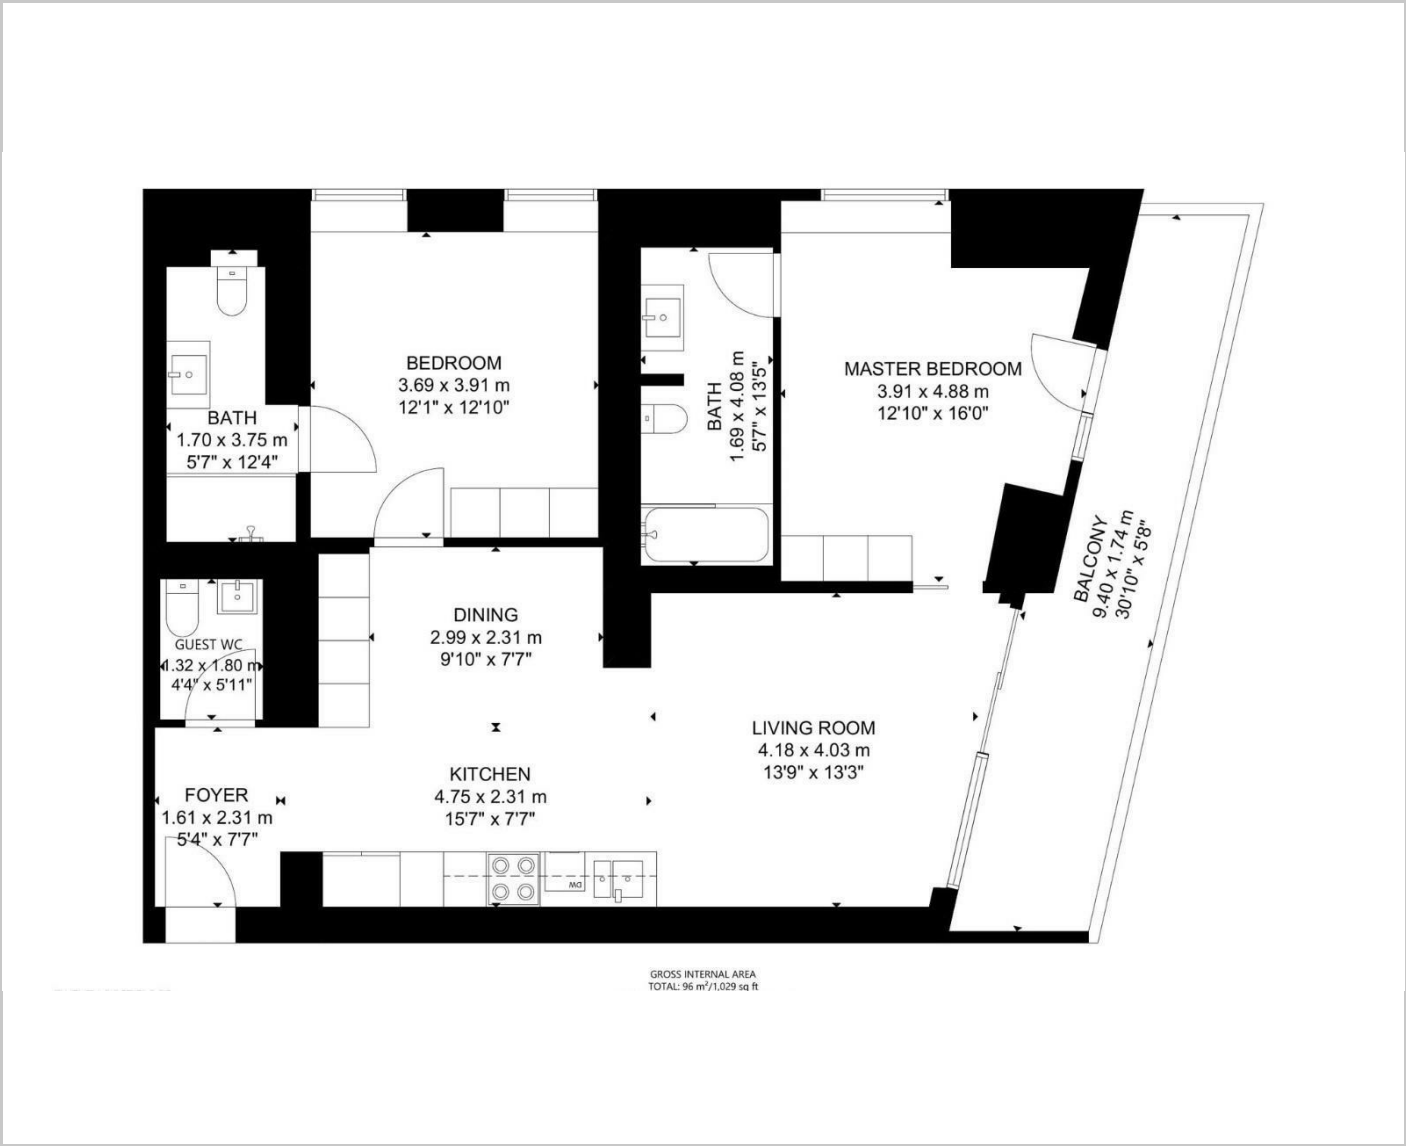 BEDROOM
3.69 x 3.91 m
12'1" x 12'10"
MASTER BEDROOM
3.91 x 4.88 m
12'10" x 16'0"
BATH
1.69 x 4.08 m
5'7" x 13'5"
BATH
1.70 x 3.75 m
5'7" x 12'4"
BALCONY
9.40 x 1.74 m
30'10" x 5'8"
DINING
2.99 x 2.31 m
9'10" x 7'7"
GUEST WC
1.32 x 1.80 m
4'4" x 5'11"
LIVING ROOM
4.18 x 4.03 m
13'9" x 13'3"
KITCHEN
4.75 x 2.31 m
15'7" x 7'7"
FOYER
1.61 x 2.31 m
5'4" x 7'7"
DW
GROSS INTERNAL AREA
TOTAL: 96 m²/1,029 sq ft